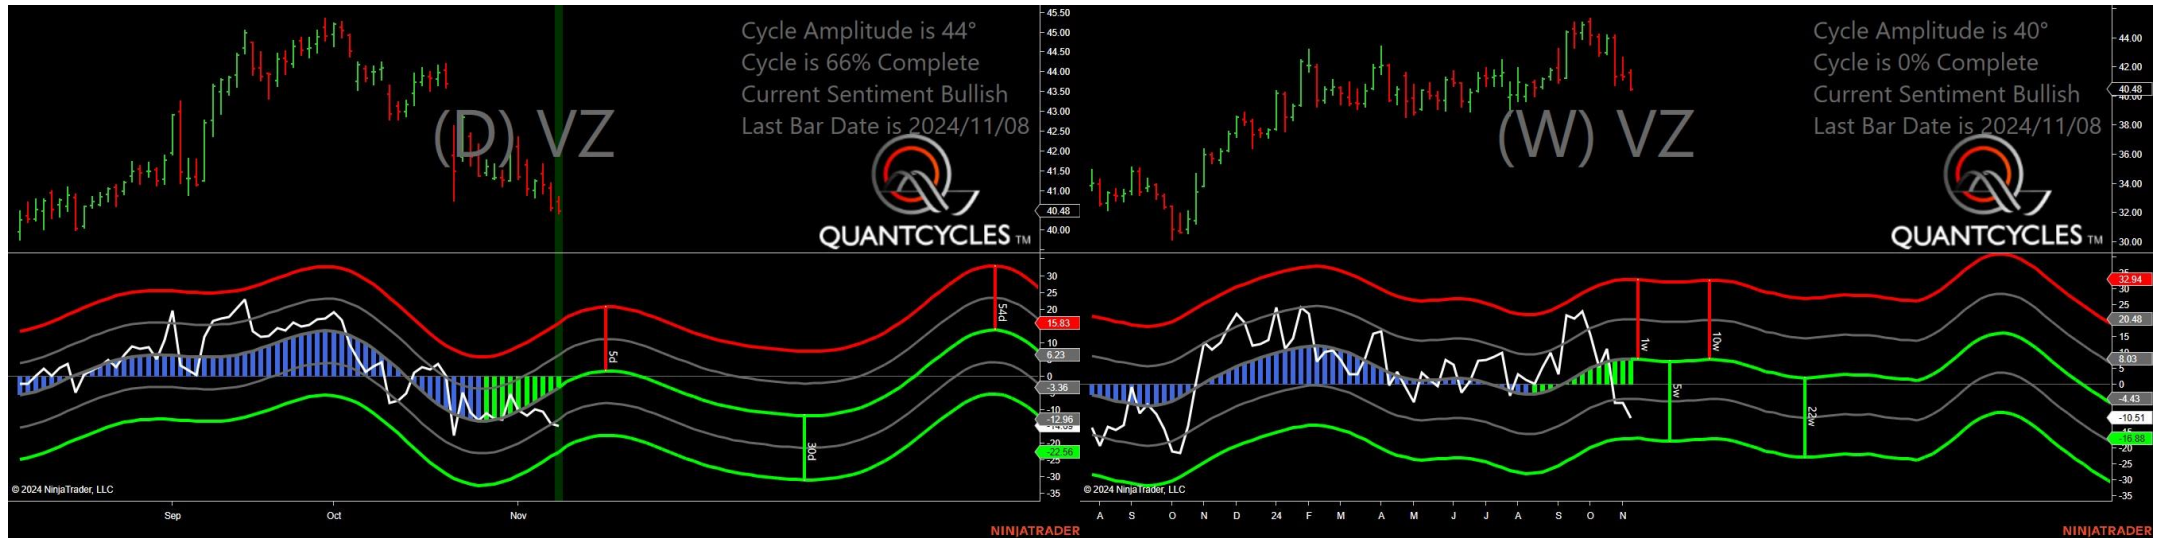 Cycle Amplitude is 44°
Cycle is 66% Complete
Current Sentiment Bullish
Last Bar Date is 2024/11/08
(D) VZ
QUANTCYCLES TM
45.50
45.00
44.50
44.00
43.50
43.00
42.50
42.00
41.50
41.00
40.48
40.00
5d
30d
54d
30
25
20
15.83
10
6.23
0
-3.36
-10
-12.96
-20
-22.56
-25
-30
-35
© 2024 NinjaTrader, LLC
Sep
Oct
Nov
NINJATRADER
Cycle Amplitude is 40°
Cycle is 0% Complete
Current Sentiment Bullish
Last Bar Date is 2024/11/08
(W) VZ
QUANTCYCLES TM
44.00
42.00
40.48
40.00
38.00
36.00
34.00
32.00
30.00
1w
5w
10w
22w
32.94
30
25
20.48
15
10
8.03
5
0
-4.43
-10.51
-16.88
-20
-25
-30
-35
© 2024 NinjaTrader, LLC
A S O N D 24 F M A M J J A S O N
NINJATRADER